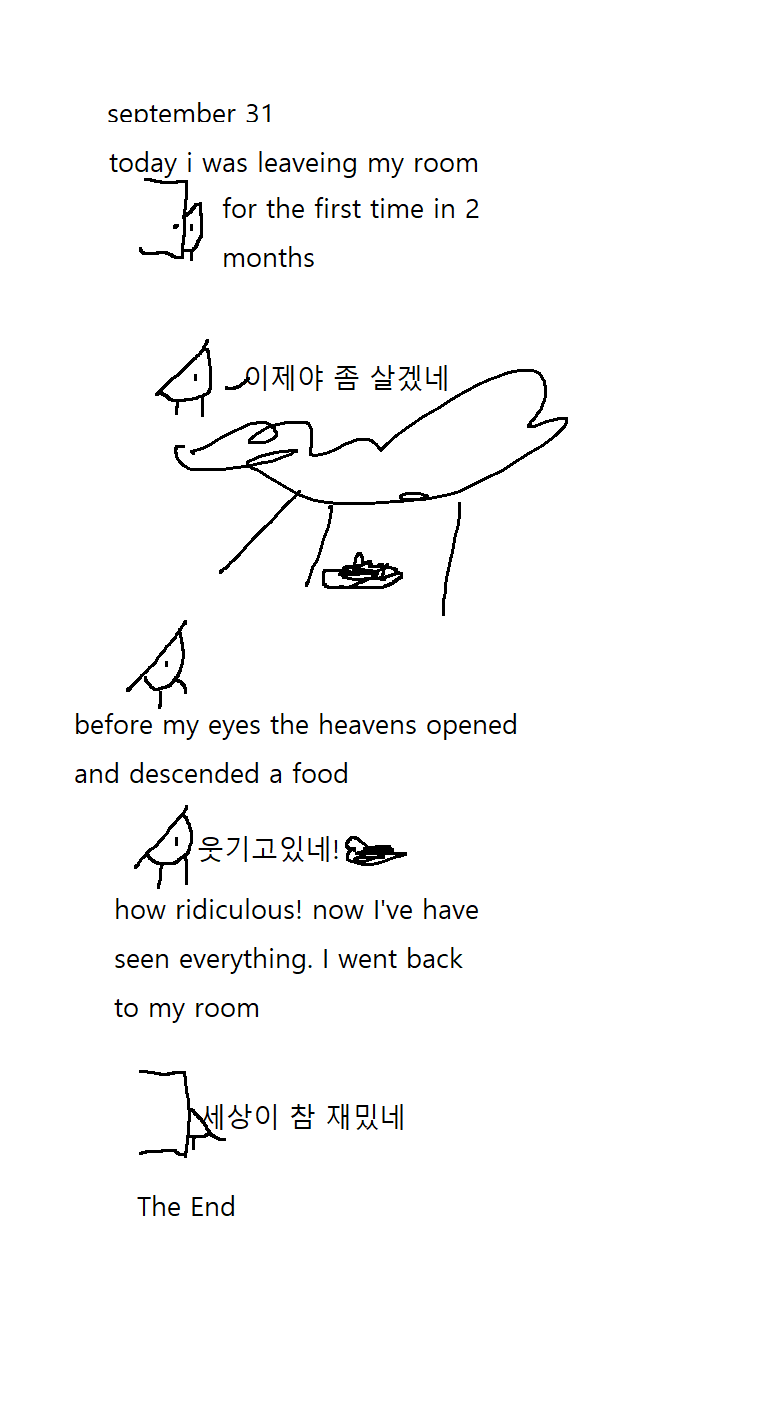 september 31
today i was leaveing my room
for the first time in 2
months
이제야 좀 살겠네
before my eyes the heavens opened
and descended a food
웃기고있네!
how ridiculous! now I've have
seen everything. I went back
to my room
세상이 참 재밌네
The End